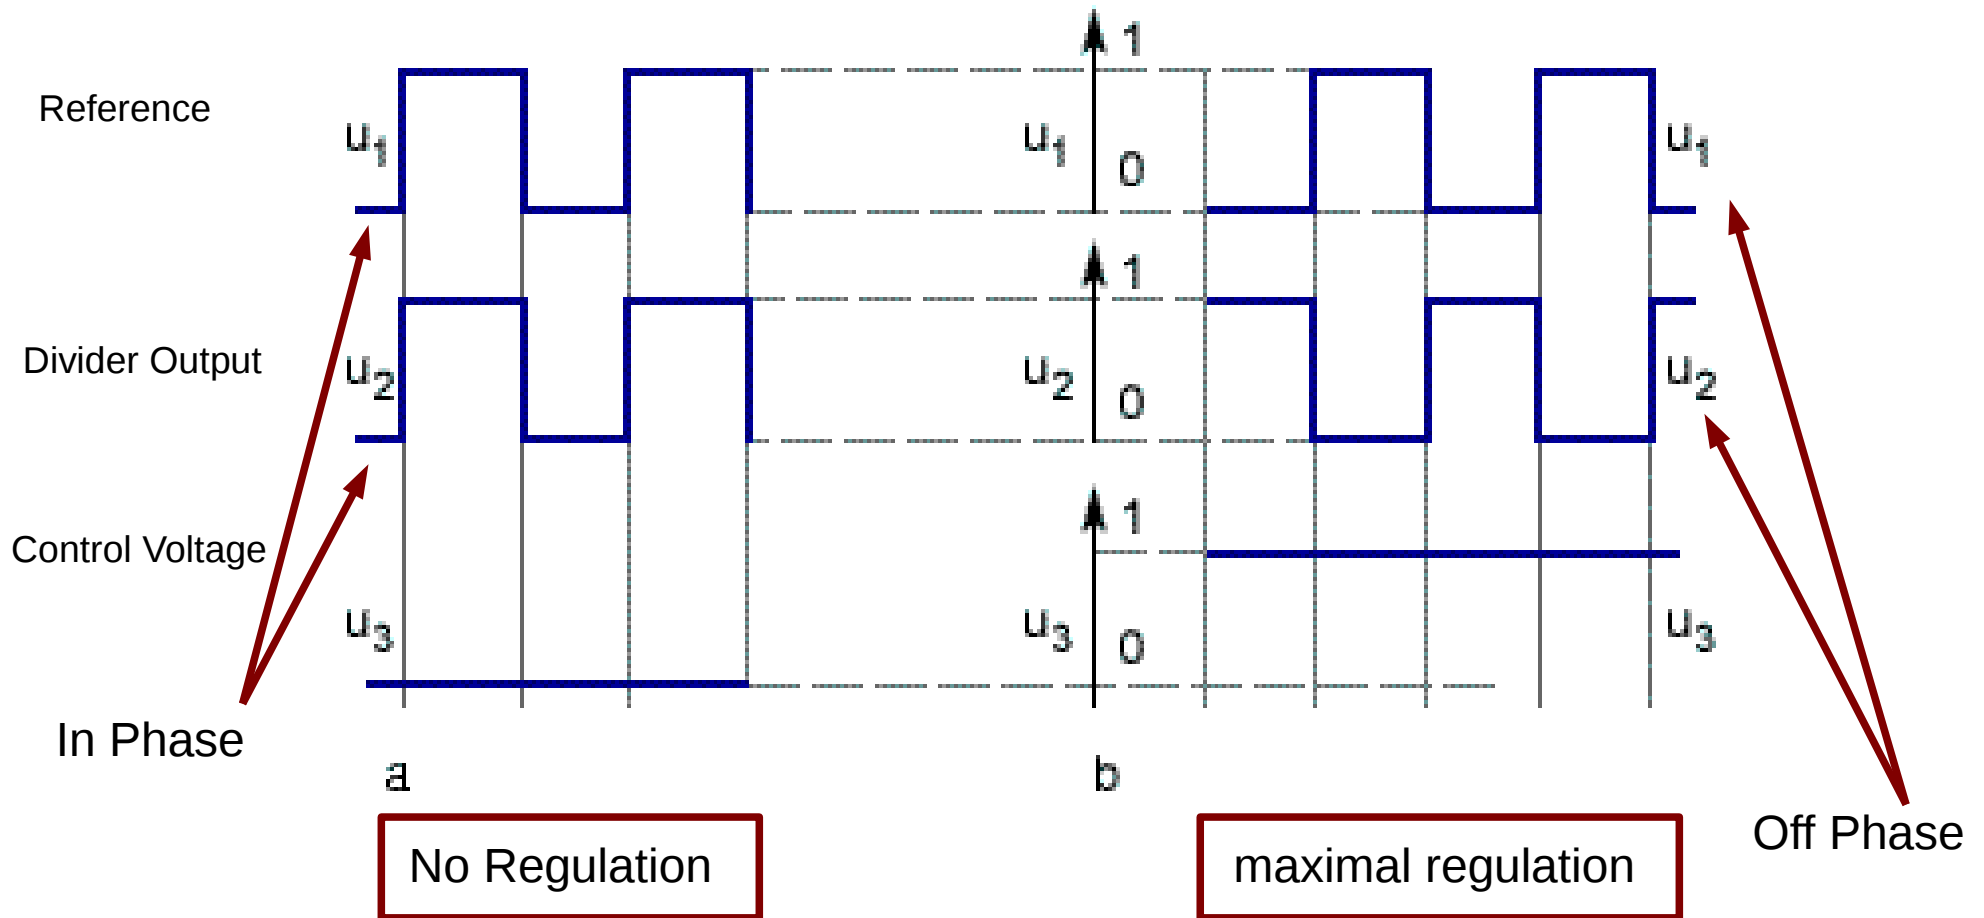 1
Reference
u1
u1
0
u1
1
Divider Output
u2
u2
0
u2
1
Control Voltage
u3
u3
0
u3
In Phase
a
b
Off Phase
No Regulation
maximal regulation